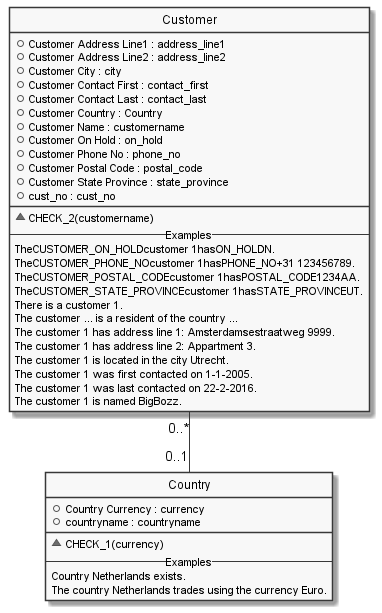 Customer
Customer Address Line1 : address_line1
Customer Address Line2 : address_line2
Customer City : city
Customer Contact First : contact_first
Customer Contact Last : contact_last
Customer Country : Country
Customer Name : customername
Customer On Hold : on_hold
Customer Phone No : phone_no
Customer Postal Code : postal_code
Customer State Province : state_province
cust_no : cust_no
CHECK_2(customername)
Examples
TheCUSTOMER_ON_HOLDcustomer 1hasON_HOLDN.
TheCUSTOMER_PHONE_NOcustomer 1hasPHONE_NO+31 123456789.
TheCUSTOMER_POSTAL_CODEcustomer 1hasPOSTAL_CODE1234AA.
TheCUSTOMER_STATE_PROVINCEcustomer 1hasSTATE_PROVINCEUT.
There is a customer 1.
The customer ... is a resident of the country ...
The customer 1 has address line 1: Amsterdamsestraatweg 9999.
The customer 1 has address line 2: Appartment 3.
The customer 1 is located in the city Utrecht.
The customer 1 was first contacted on 1-1-2005.
The customer 1 was last contacted on 22-2-2016.
The customer 1 is named BigBozz.
0..*
0..1
Country
Country Currency : currency
countryname : countryname
CHECK_1(currency)
Examples
Country Netherlands exists.
The country Netherlands trades using the currency Euro.